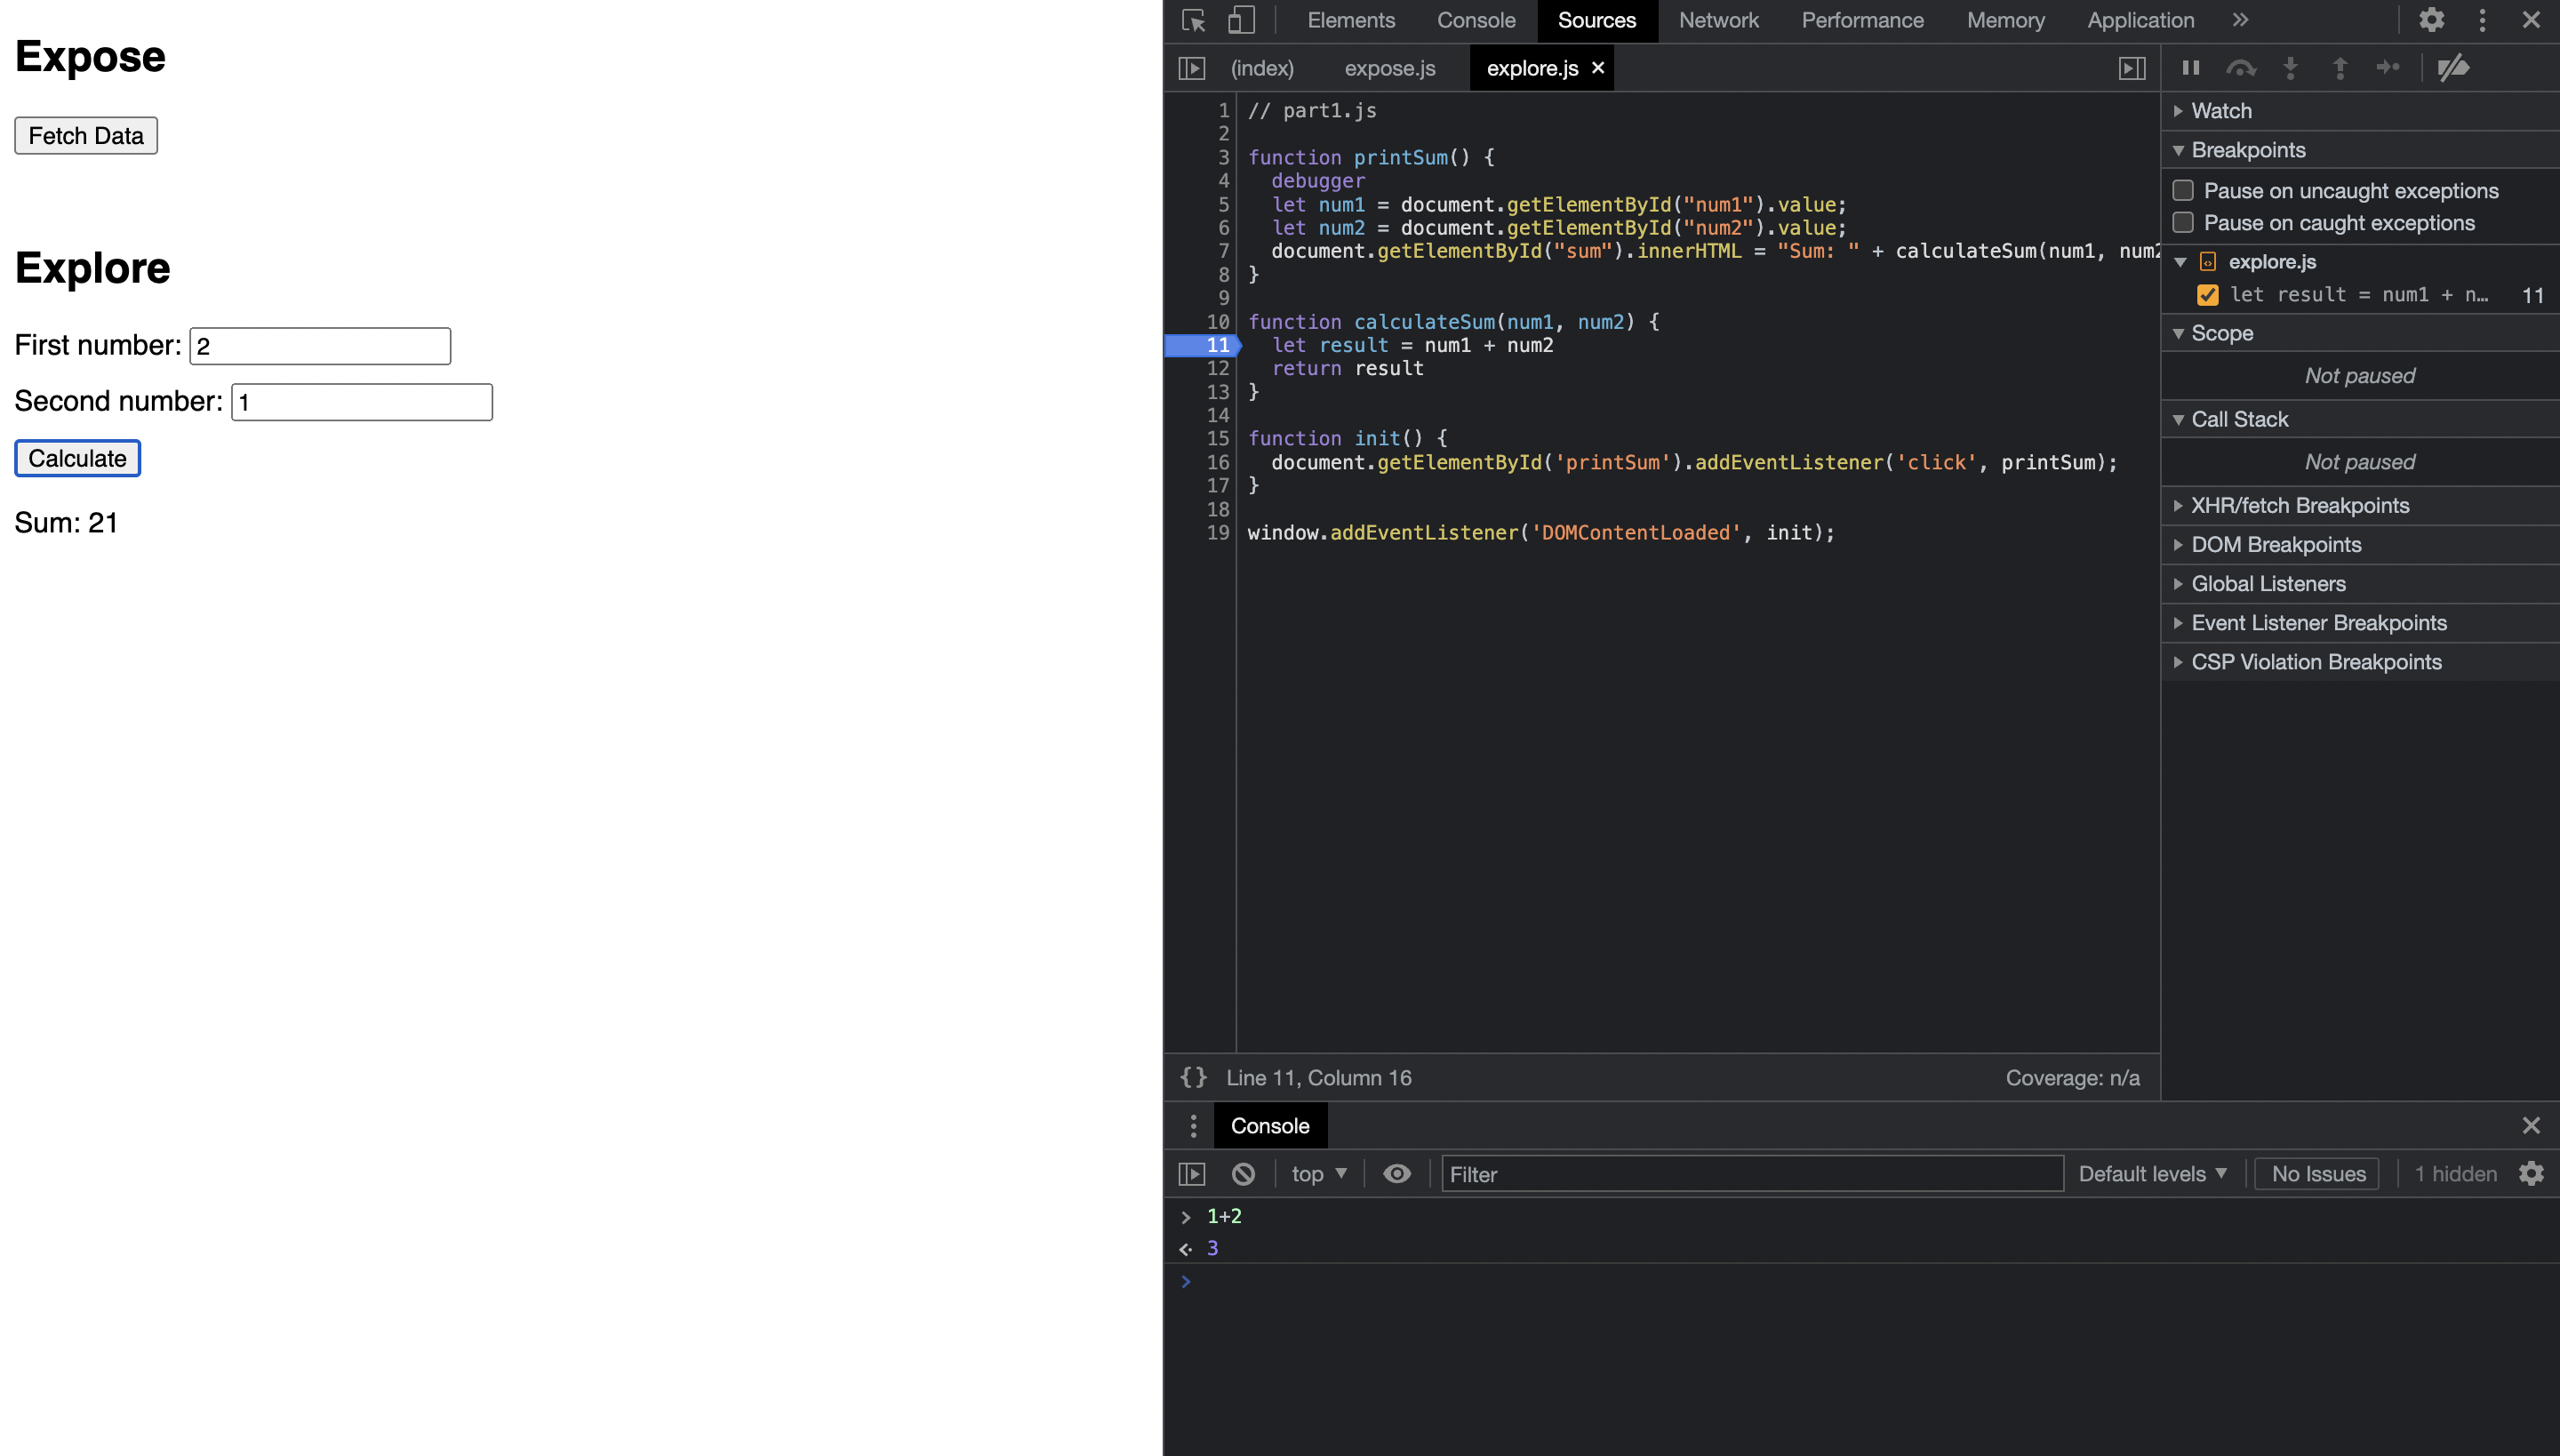 Expose
Fetch Data
Explore
First number: 2
Second number: 1
Calculate
Sum: 21
Elements Console Sources Network Performance Memory Application
(index) expose.js explore.js
1 // part1.js
2
3 function printSum() {
4 debugger
5 let num1 = document.getElementById("num1").value;
6 let num2 = document.getElementById("num2").value;
7 document.getElementById("sum").innerHTML = "Sum: " + calculateSum(num1, num2
8 }
9
10 function calculateSum(num1, num2) {
11 let result = num1 + num2
12 return result
13 }
14
15 function init() {
16 document.getElementById('printSum').addEventListener('click', printSum);
17 }
18
19 window.addEventListener('DOMContentLoaded', init);
{} Line 11, Column 16 Coverage: n/a
Watch
Breakpoints
Pause on uncaught exceptions
Pause on caught exceptions
explore.js
let result = num1 + n… 11
Scope
Not paused
Call Stack
Not paused
XHR/fetch Breakpoints
DOM Breakpoints
Global Listeners
Event Listener Breakpoints
CSP Violation Breakpoints
Console
top Filter Default levels No Issues 1 hidden
1+2
3